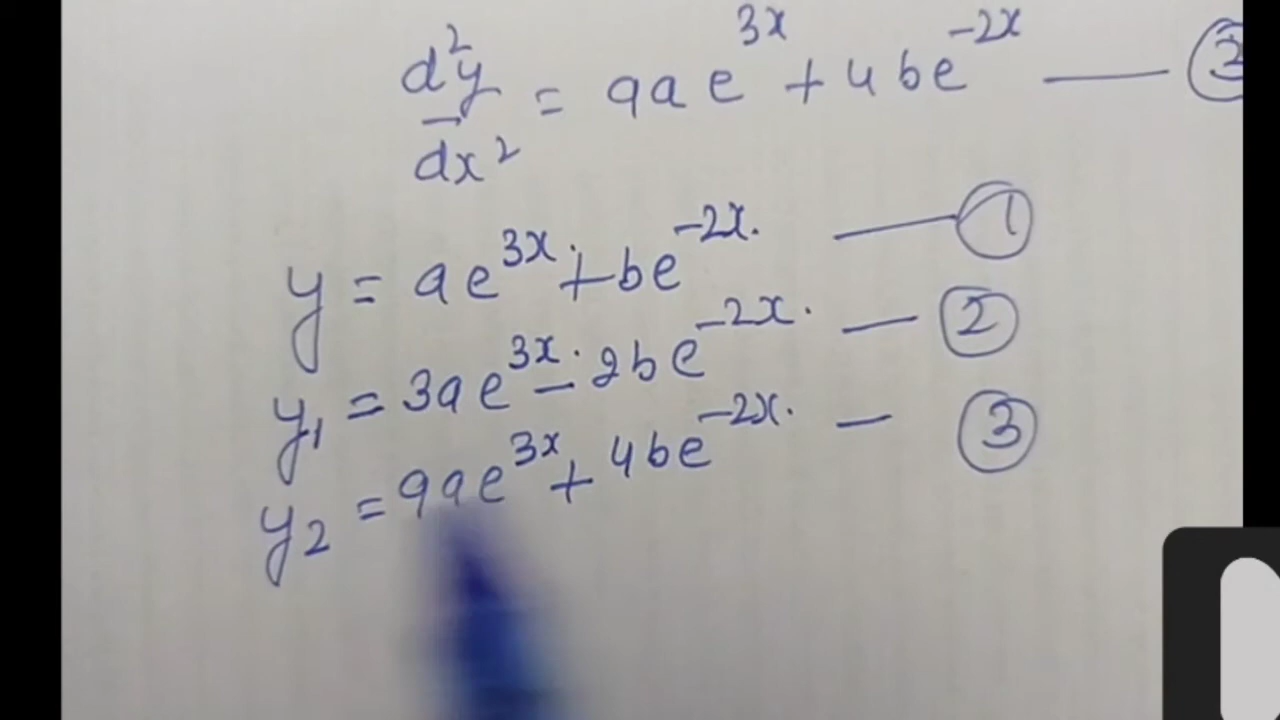 d²y/dx² = 9ae^{3x} + 4be^{-2x} — ③
y = ae^{3x} + be^{-2x}. — ①
y₁ = 3ae^{3x} - 2be^{-2x}. — ②
y₂ = 9ae^{3x} + 4be^{-2x}. — ③